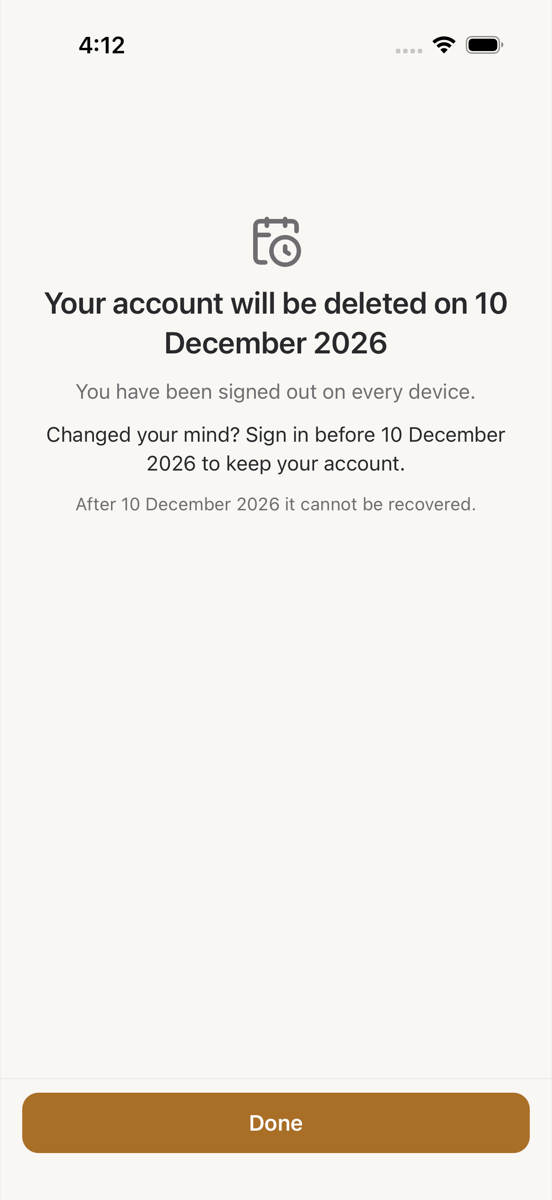 4:12
Your account will be deleted on 10
December 2026
You have been signed out on every device.
Changed your mind? Sign in before 10 December
2026 to keep your account.
After 10 December 2026 it cannot be recovered.
Done